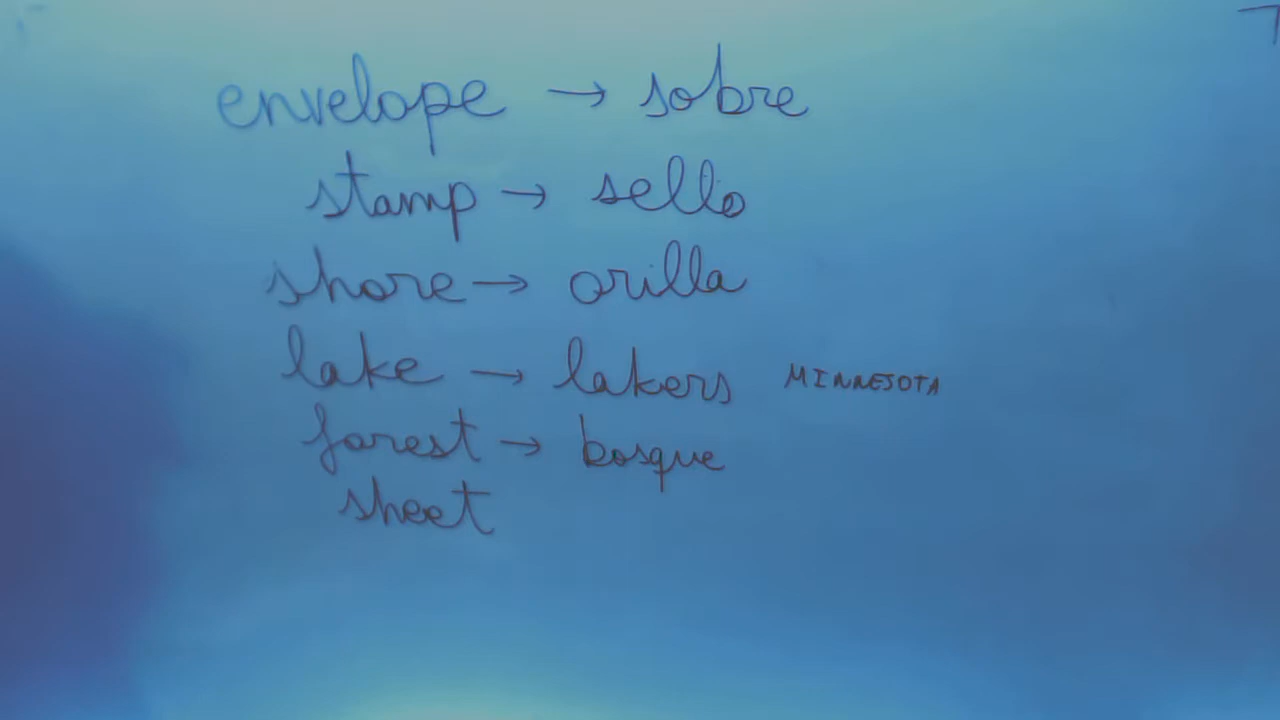 envelope → sobre
stamp → sello
shore → orilla
lake → lakers MINNESOTA
forest → bosque
sheet